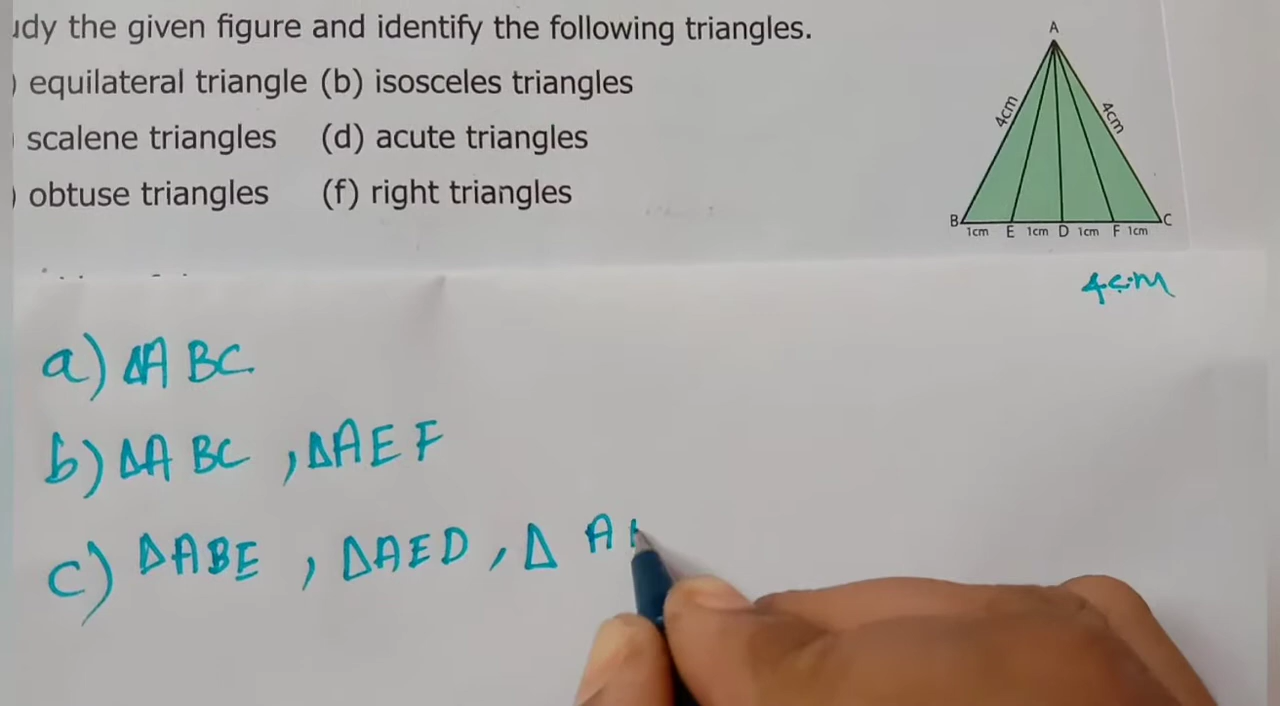 udy the given figure and identify the following triangles.
) equilateral triangle (b) isosceles triangles
scalene triangles (d) acute triangles
) obtuse triangles (f) right triangles
A
4cm 4cm
B E D F C
1cm 1cm 1cm 1cm
4cm
a) ΔABC
b) ΔABC , ΔAEF
c) ΔABE , ΔAED , Δ A